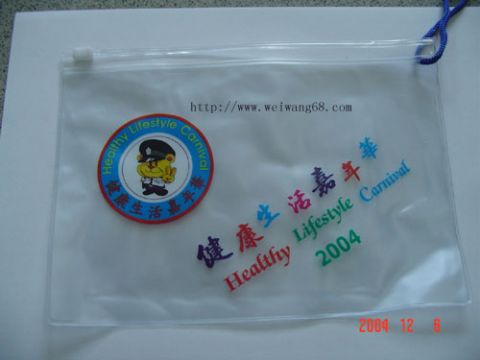 http://www.weiwang68.com
Healthy Lifestyle Carnival
健康生活嘉年華
健康生活嘉年華
Healthy Lifestyle Carnival
2004
2004 12 6